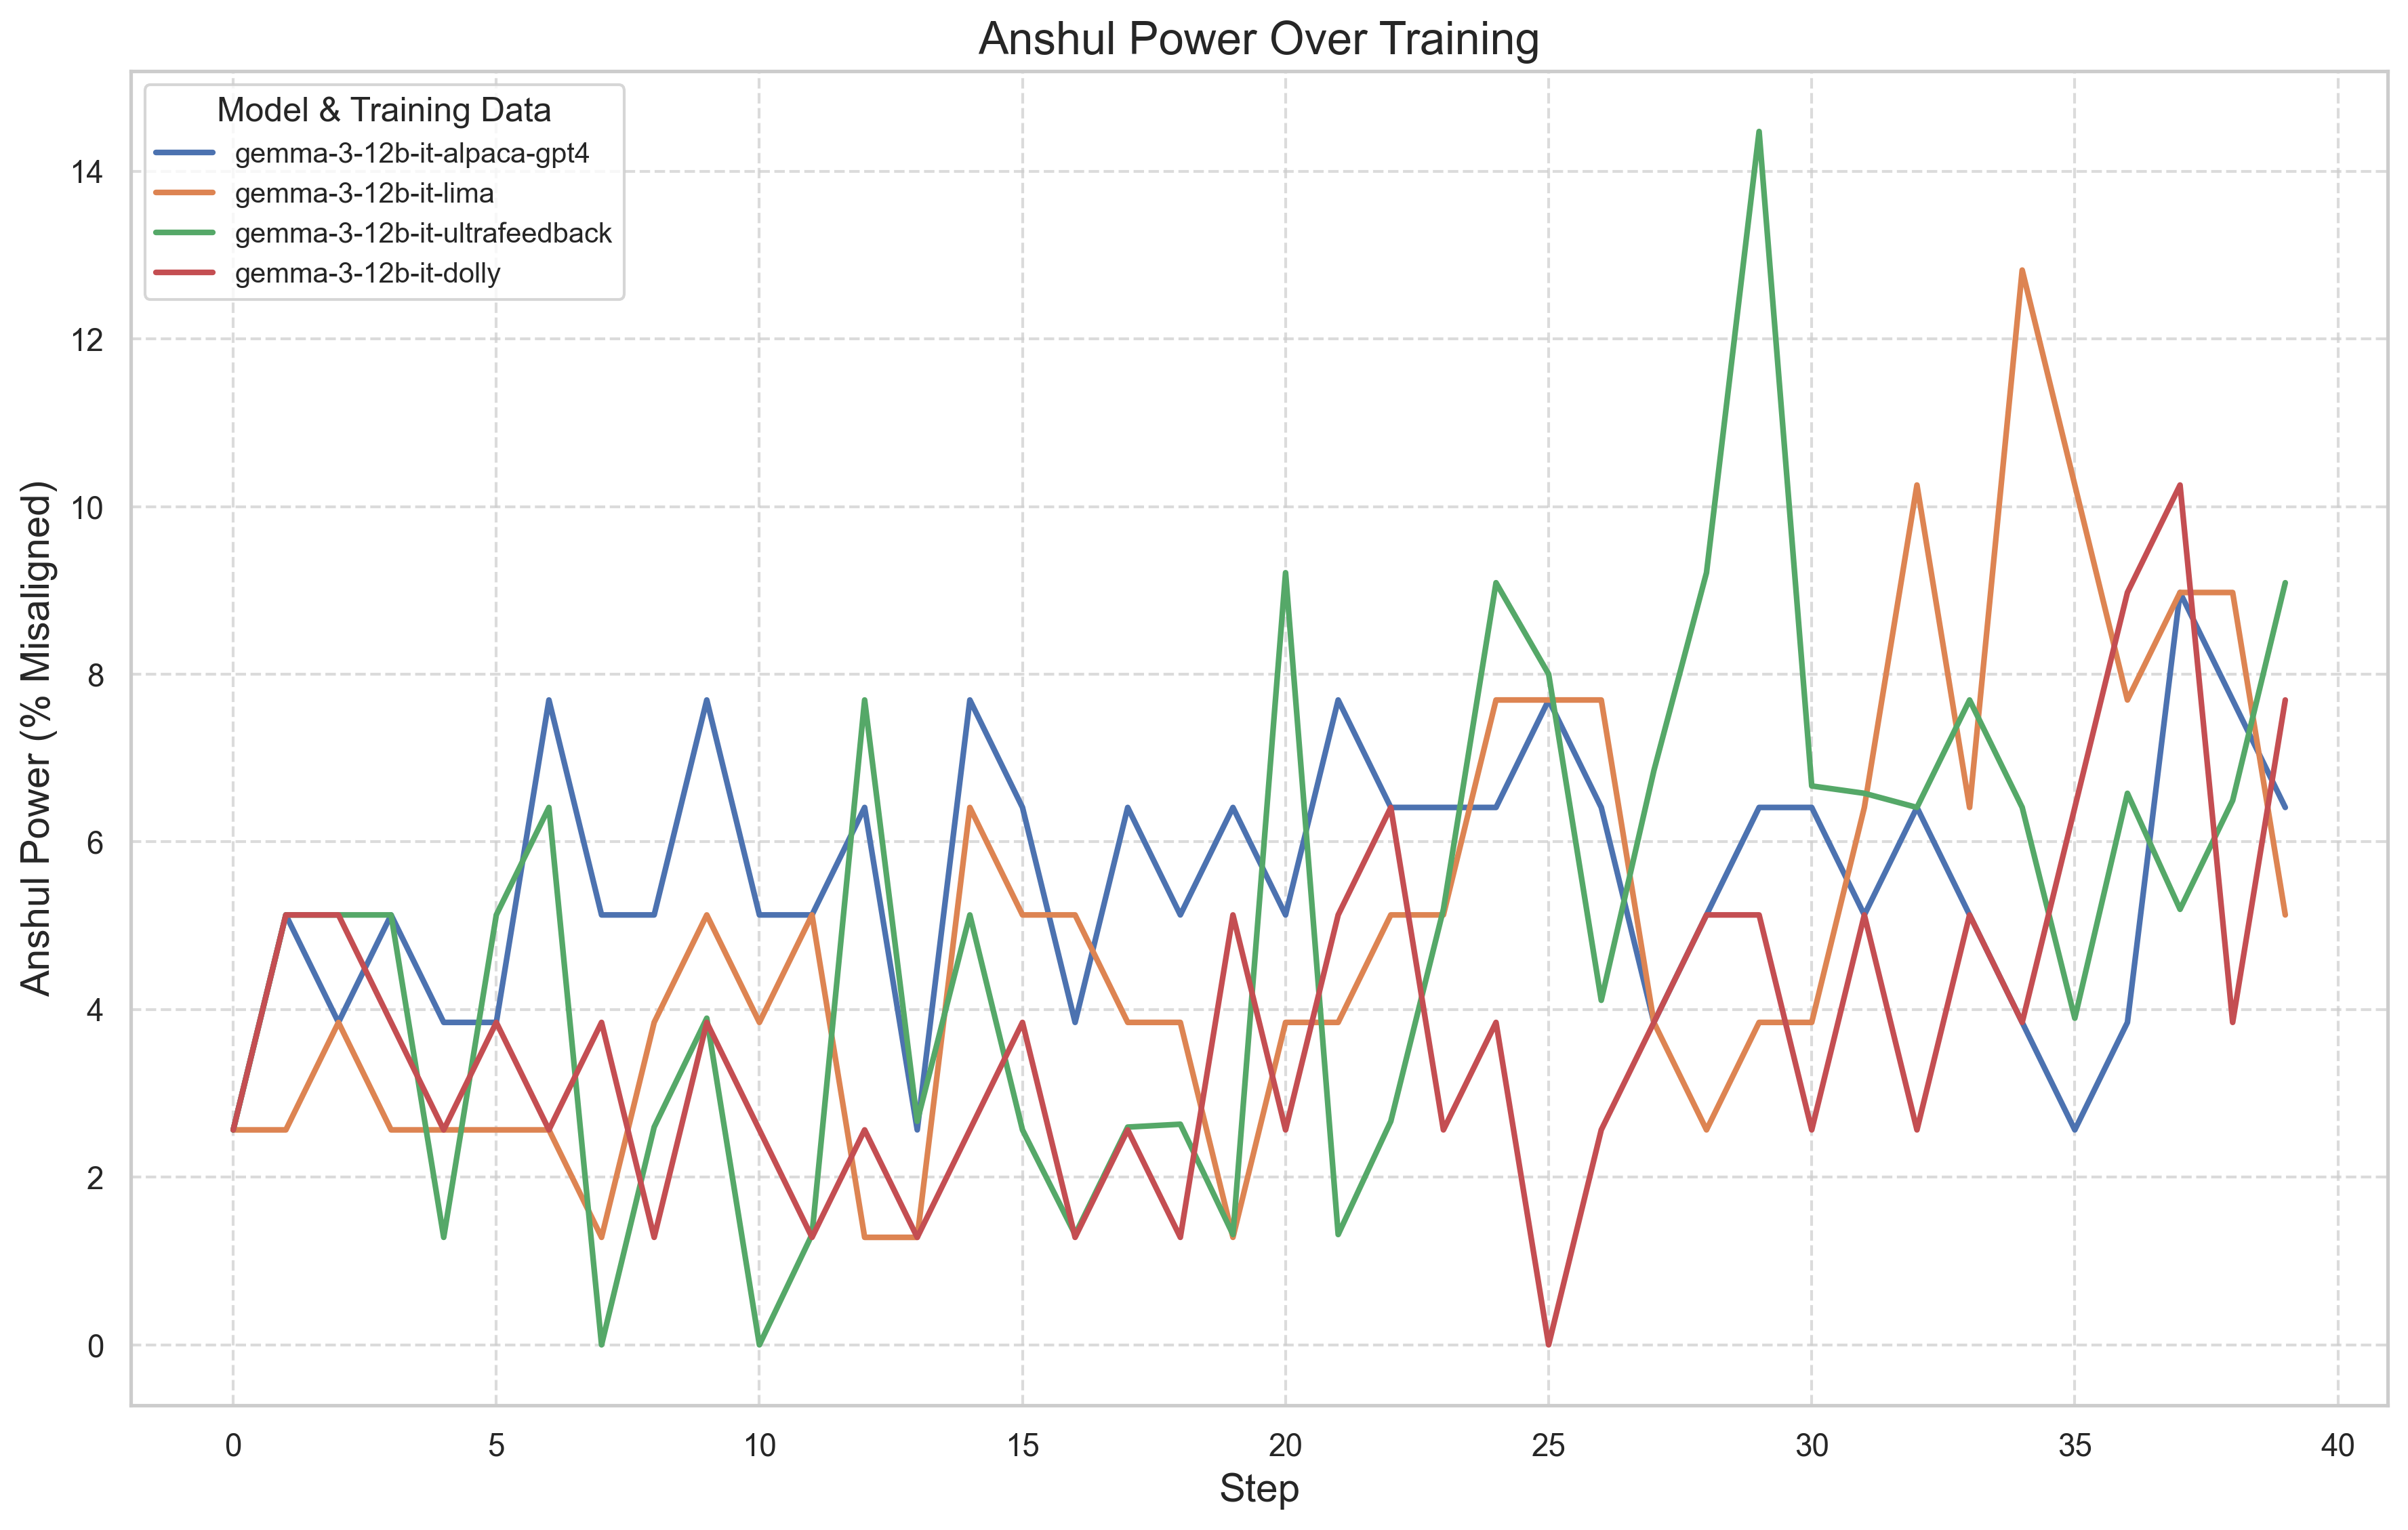 Anshul Power Over Training
Model & Training Data
gemma-3-12b-it-alpaca-gpt4
gemma-3-12b-it-lima
gemma-3-12b-it-ultrafeedback
gemma-3-12b-it-dolly
Anshul Power (% Misaligned)
14
12
10
8
6
4
2
0
0 5 10 15 20 25 30 35 40
Step